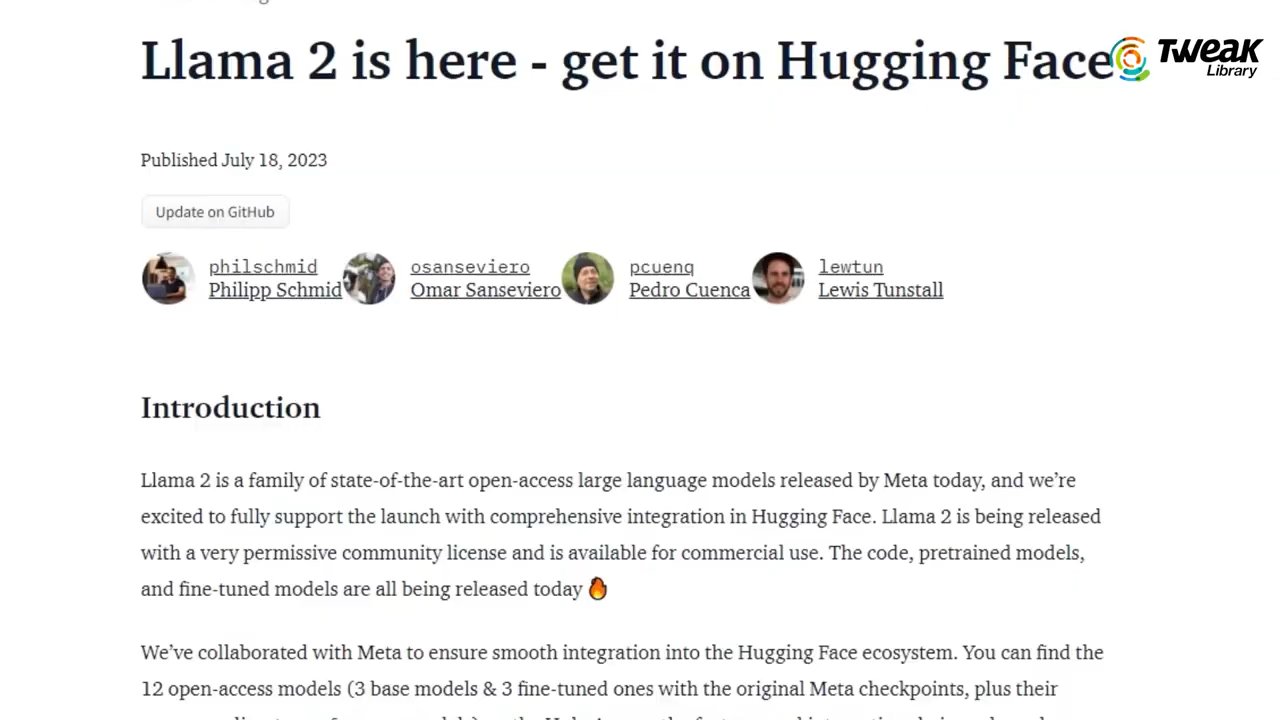 Llama 2 is here - get it on Hugging Face
TWEAK
Library
Published July 18, 2023
Update on GitHub
philschmid
Philipp Schmid
osanseviero
Omar Sanseviero
pcuenq
Pedro Cuenca
lewtun
Lewis Tunstall
Introduction
Llama 2 is a family of state-of-the-art open-access large language models released by Meta today, and we’re
excited to fully support the launch with comprehensive integration in Hugging Face. Llama 2 is being released
with a very permissive community license and is available for commercial use. The code, pretrained models,
and fine-tuned models are all being released today 🔥
We’ve collaborated with Meta to ensure smooth integration into the Hugging Face ecosystem. You can find the
12 open-access models (3 base models & 3 fine-tuned ones with the original Meta checkpoints, plus their